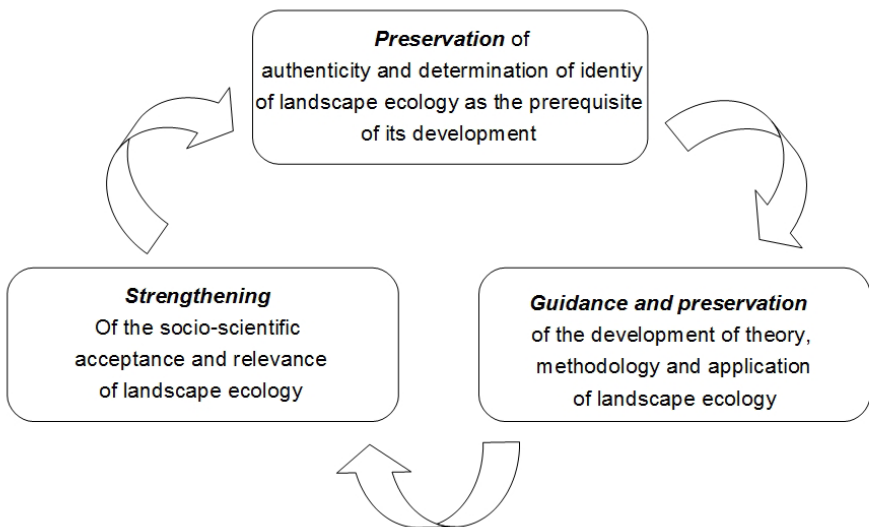 Preservation of
authenticity and determination of identiy
of landscape ecology as the prerequisite
of its development
Strengthening
Of the socio-scientific
acceptance and relevance
of landscape ecology
Guidance and preservation
of the development of theory,
methodology and application
of landscape ecology